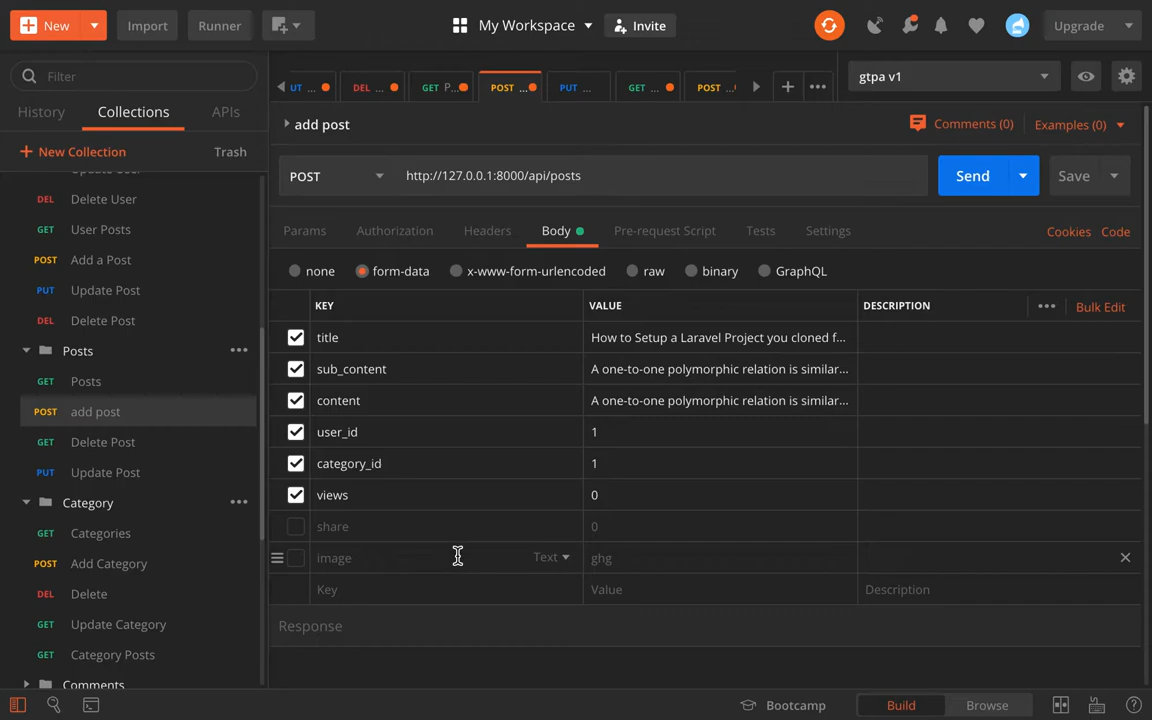 New
Import
Runner
My Workspace
Invite
Upgrade
Filter
History
Collections
APIs
New Collection
Trash
Update User
DEL Delete User
GET User Posts
POST Add a Post
PUT Update Post
DEL Delete Post
Posts
GET Posts
POST add post
DEL Delete Post
PUT Update Post
Category
GET Categories
POST Add Category
DEL Delete
PUT Update Category
GET Category Posts
Comments
UT ... DEL ... GET P... POST ... PUT ... GET ... POST ...
gtpa v1
add post
Comments (0)
Examples (0)
POST http://127.0.0.1:8000/api/posts
Send
Save
Params Authorization Headers Body Pre-request Script Tests Settings
Cookies Code
none form-data x-www-form-urlencoded raw binary GraphQL
KEY VALUE DESCRIPTION ••• Bulk Edit
title How to Setup a Laravel Project you cloned f...
sub_content A one-to-one polymorphic relation is similar...
content A one-to-one polymorphic relation is similar...
user_id 1
category_id 1
views 0
share 0
image Text ghg
Key Value Description
Response
Bootcamp Build Browse